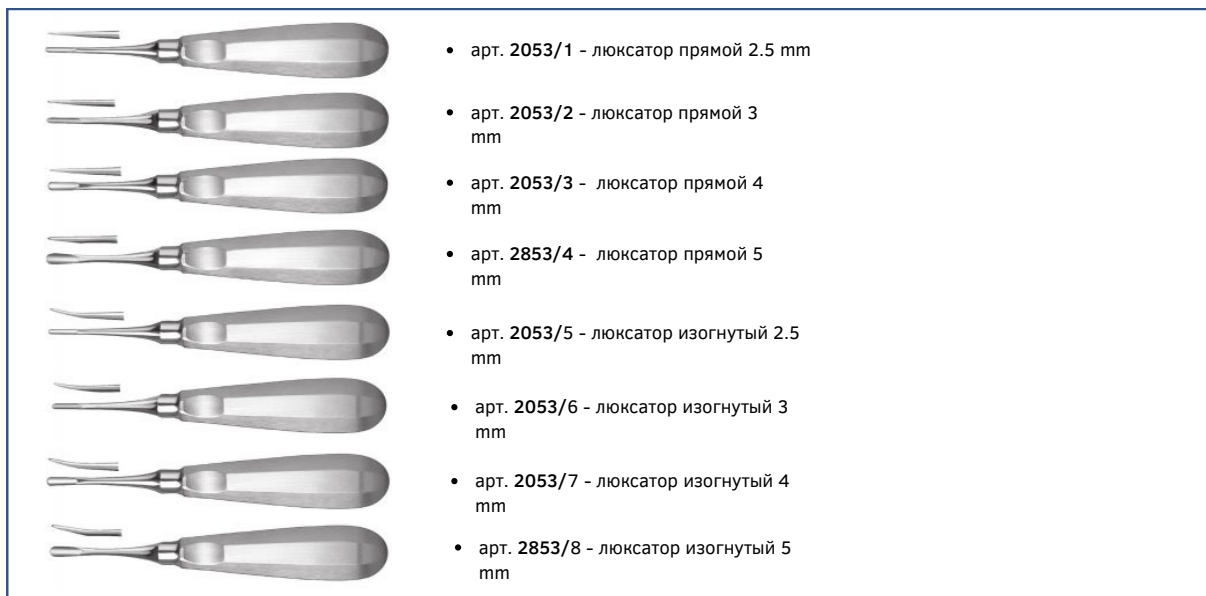 • арт. 2053/1 - люксатор прямой 2.5 mm
• арт. 2053/2 - люксатор прямой 3
mm
• арт. 2053/3 - люксатор прямой 4
mm
• арт. 2853/4 - люксатор прямой 5
mm
• арт. 2053/5 - люксатор изогнутый 2.5
mm
• арт. 2053/6 - люксатор изогнутый 3
mm
• арт. 2053/7 - люксатор изогнутый 4
mm
• арт. 2853/8 - люксатор изогнутый 5
mm